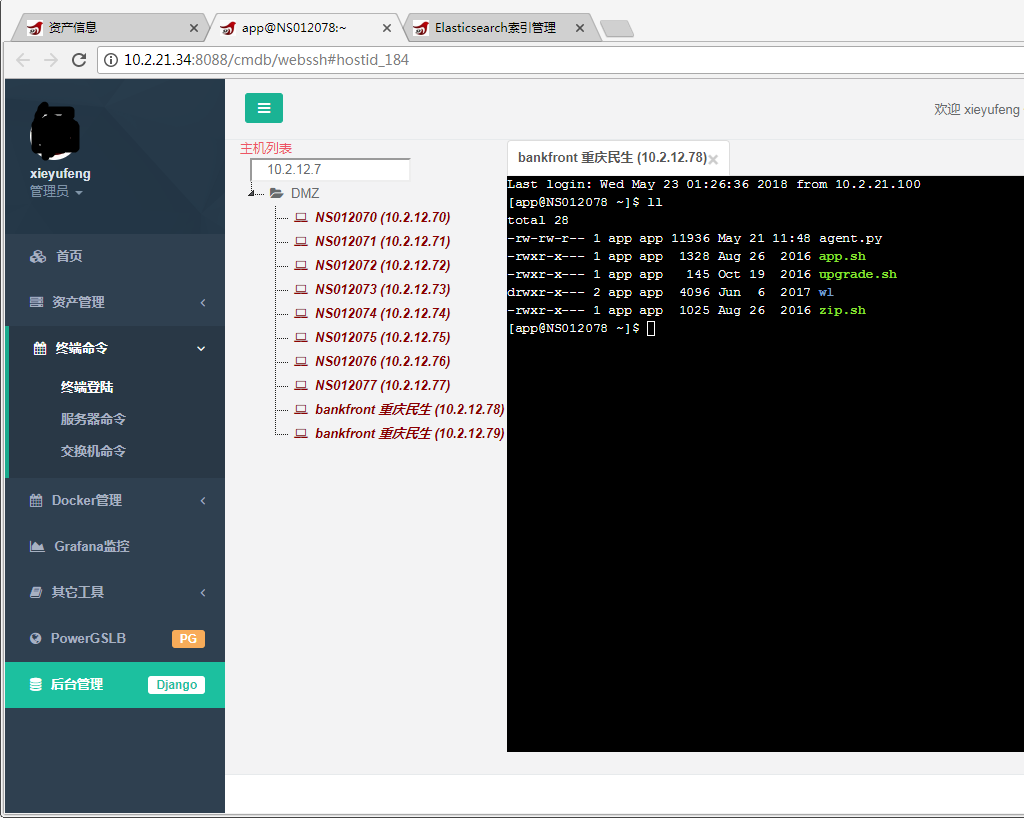 资产信息
app@NS012078:~
Elasticsearch索引管理
10.2.21.34:8088/cmdb/webssh#hostid_184
xieyufeng
管理员
首页
资产管理
终端命令
终端登陆
服务器命令
交换机命令
Docker管理
Grafana监控
其它工具
PowerGSLB PG
后台管理 Django
欢迎 xieyufeng
主机列表
10.2.12.7
DMZ
NS012070 (10.2.12.70)
NS012071 (10.2.12.71)
NS012072 (10.2.12.72)
NS012073 (10.2.12.73)
NS012074 (10.2.12.74)
NS012075 (10.2.12.75)
NS012076 (10.2.12.76)
NS012077 (10.2.12.77)
bankfront 重庆民生 (10.2.12.78)
bankfront 重庆民生 (10.2.12.79)
bankfront 重庆民生 (10.2.12.78)
Last login: Wed May 23 01:26:36 2018 from 10.2.21.100
[app@NS012078 ~]$ ll
total 28
-rw-rw-r-- 1 app app 11936 May 21 11:48 agent.py
-rwxr-x--- 1 app app 1328 Aug 26 2016 app.sh
-rwxr-x--- 1 app app 145 Oct 19 2016 upgrade.sh
drwxr-x--- 2 app app 4096 Jun 6 2017 wl
-rwxr-x--- 1 app app 1025 Aug 26 2016 zip.sh
[app@NS012078 ~]$